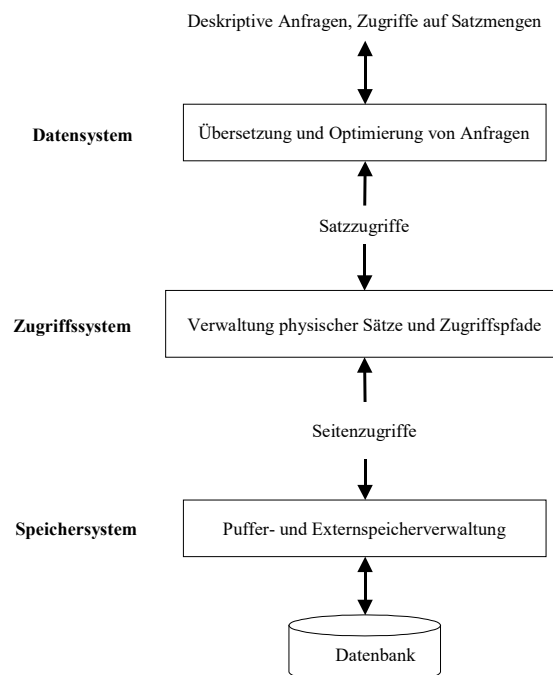 Deskriptive Anfragen, Zugriffe auf Satzmengen
Datensystem
Übersetzung und Optimierung von Anfragen
Satzzugriffe
Zugriffssystem
Verwaltung physischer Sätze und Zugriffspfade
Seitenzugriffe
Speichersystem
Puffer- und Externspeicherverwaltung
Datenbank